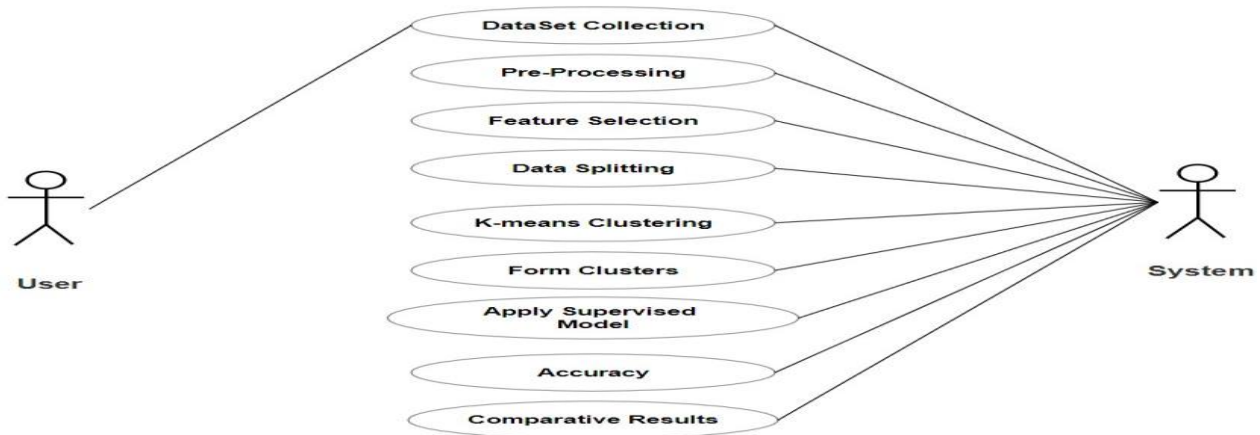 DataSet Collection
Pre-Processing
Feature Selection
Data Splitting
K-means Clustering
Form Clusters
Apply Supervised
Model
Accuracy
Comparative Results
User
System